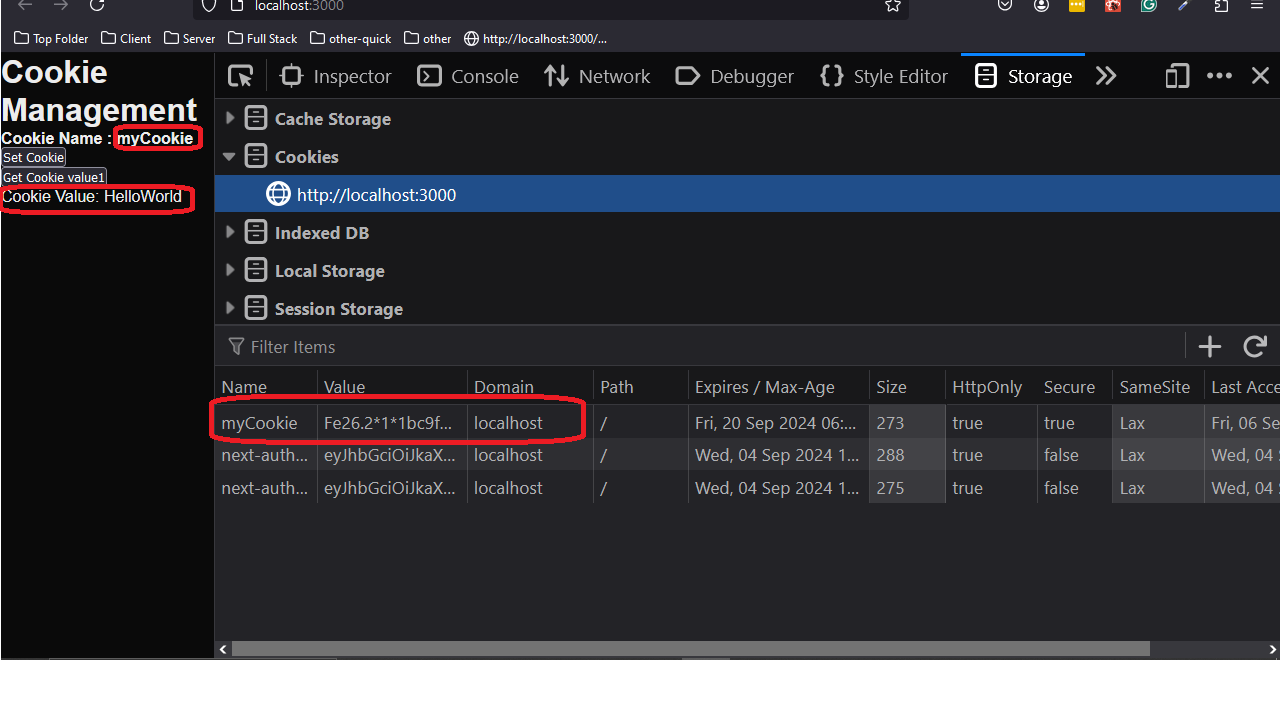 localhost:3000
Top Folder Client Server Full Stack other-quick other http://localhost:3000/...
Cookie
Management
Cookie Name : myCookie
Set Cookie
Get Cookie value1
Cookie Value: HelloWorld
Inspector Console Network Debugger Style Editor Storage
Cache Storage
Cookies
http://localhost:3000
Indexed DB
Local Storage
Session Storage
Filter Items
Name Value Domain Path Expires / Max-Age Size HttpOnly Secure SameSite Last Acce
myCookie Fe26.2*1*1bc9f... localhost / Fri, 20 Sep 2024 06:... 273 true true Lax Fri, 06 Se
next-auth... eyJhbGciOiJkaX... localhost / Wed, 04 Sep 2024 1... 288 true false Lax Wed, 04
next-auth... eyJhbGciOiJkaX... localhost / Wed, 04 Sep 2024 1... 275 true false Lax Wed, 04